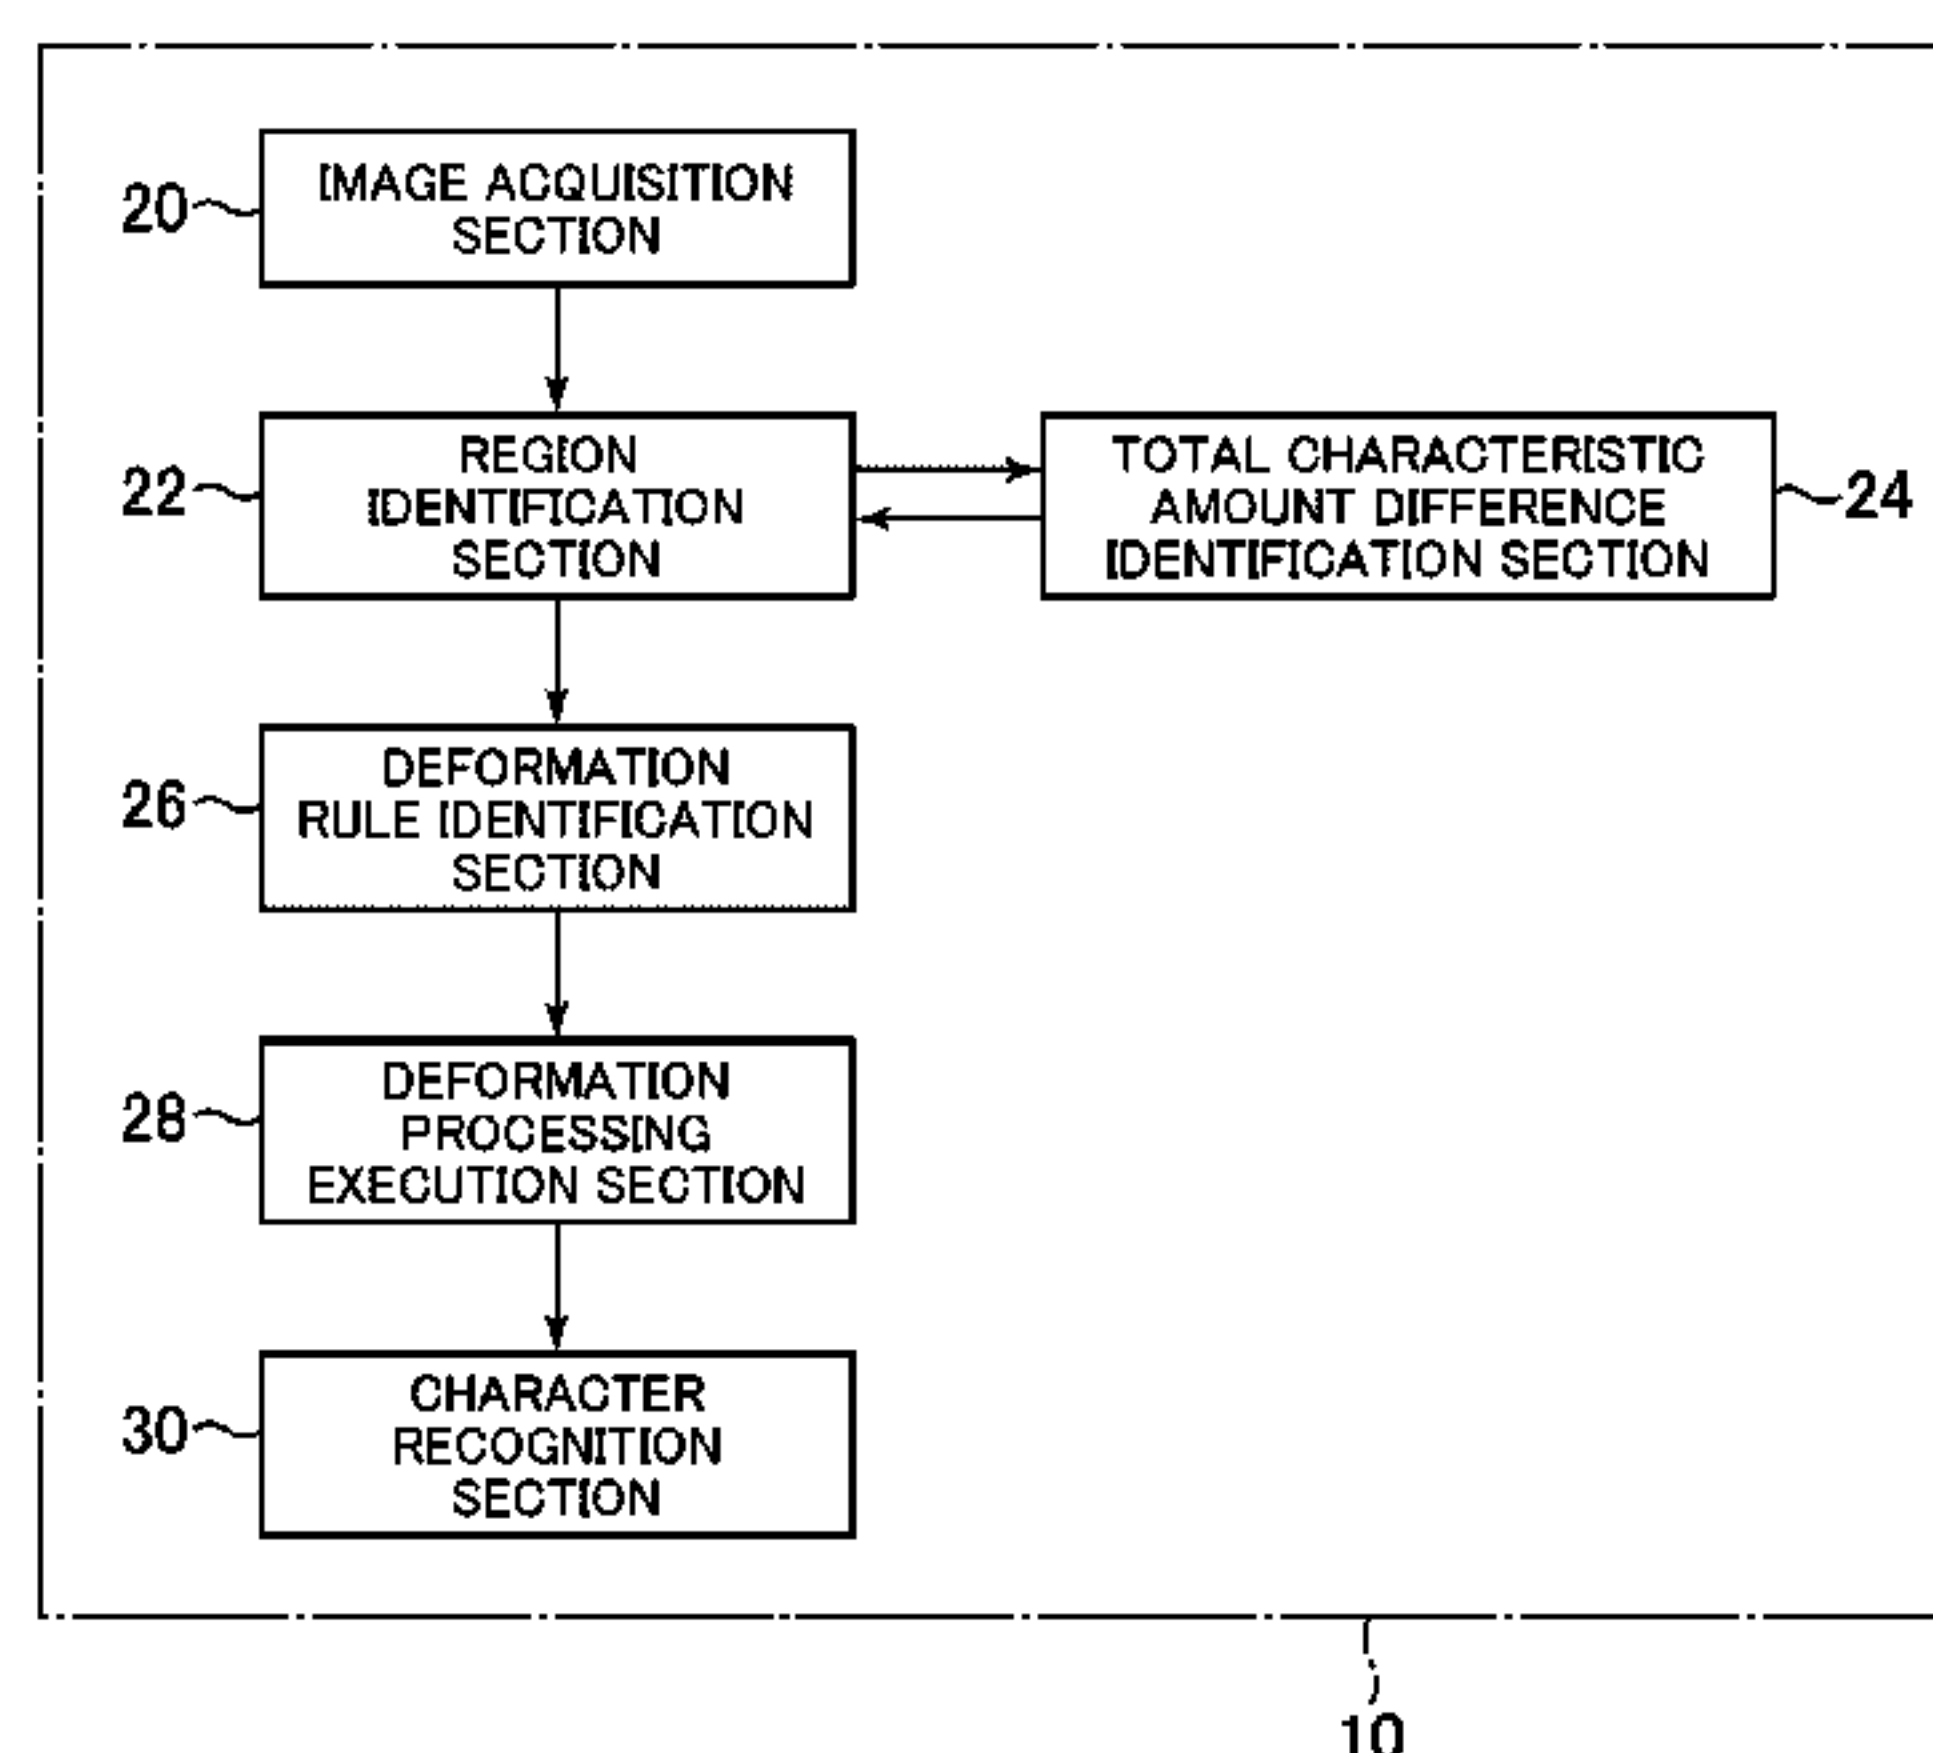 IMAGE ACQUISITION
SECTION
20
REGION
IDENTIFICATION
SECTION
22
TOTAL CHARACTERISTIC
AMOUNT DIFFERENCE
IDENTIFICATION SECTION
24
DEFORMATION
RULE IDENTIFICATION
SECTION
26
DEFORMATION
PROCESSING
EXECUTION SECTION
28
CHARACTER
RECOGNITION
SECTION
30
10